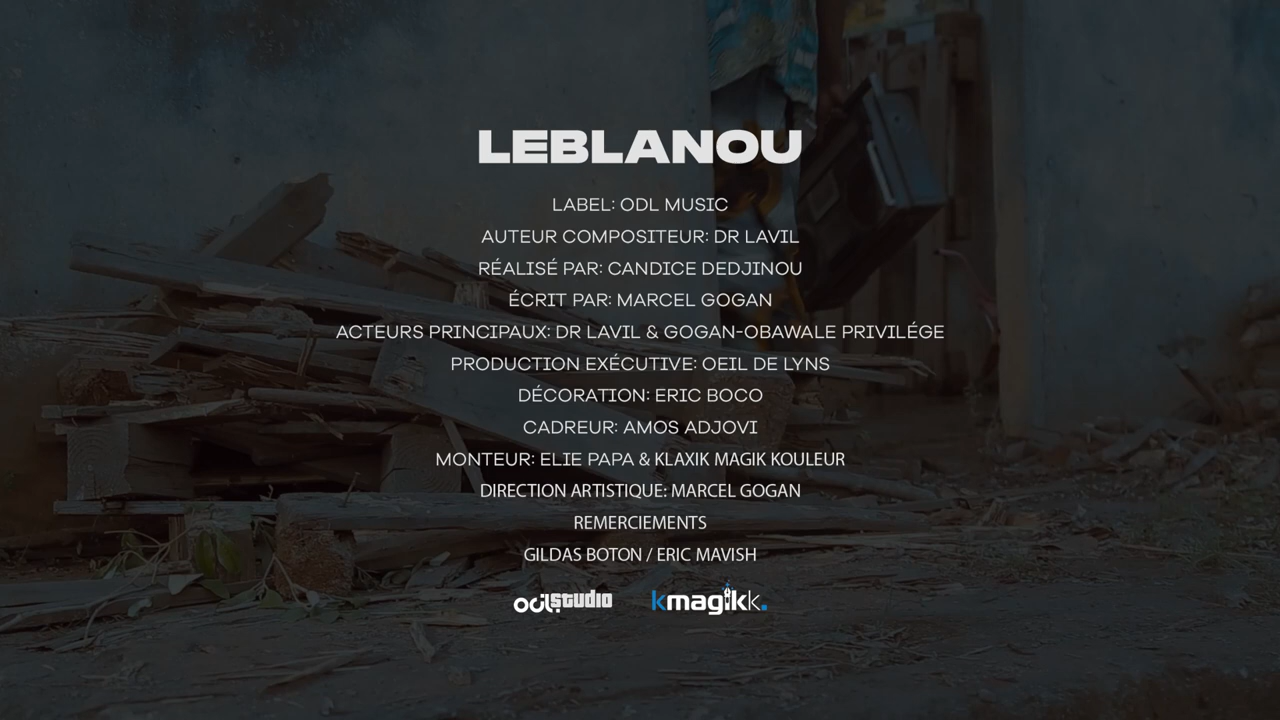 LEBLANOU
LABEL: ODL MUSIC
AUTEUR COMPOSITEUR: DR LAVIL
RÉALISÉ PAR: CANDICE DEDJINOU
ÉCRIT PAR: MARCEL GOGAN
ACTEURS PRINCIPAUX: DR LAVIL & GOGAN-OBAWALE PRIVILÉGE
PRODUCTION EXÉCUTIVE: OEIL DE LYNS
DÉCORATION: ERIC BOCO
CADREUR: AMOS ADJOVI
MONTEUR: ELIE PAPA & KLAXIK MAGIK KOULEUR
DIRECTION ARTISTIQUE: MARCEL GOGAN
REMERCIEMENTS
GILDAS BOTON / ERIC MAVISH
odl studio kmagikk.